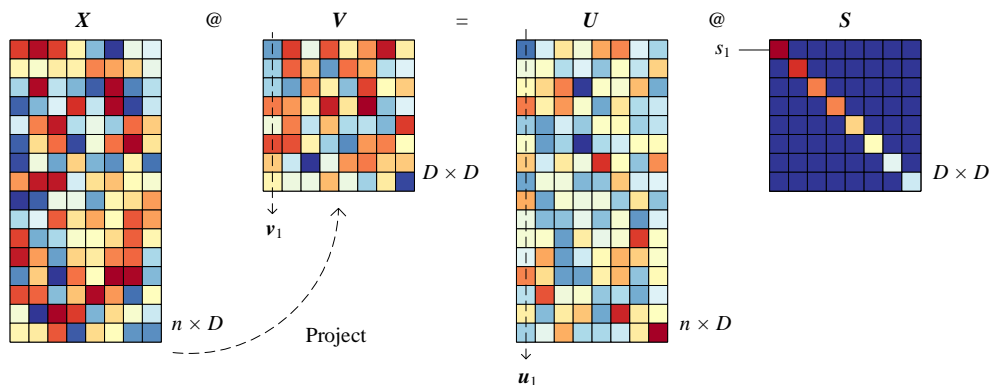 X @ V = U @ S
s1
D × D D × D
v1
n × D Project n × D
u1